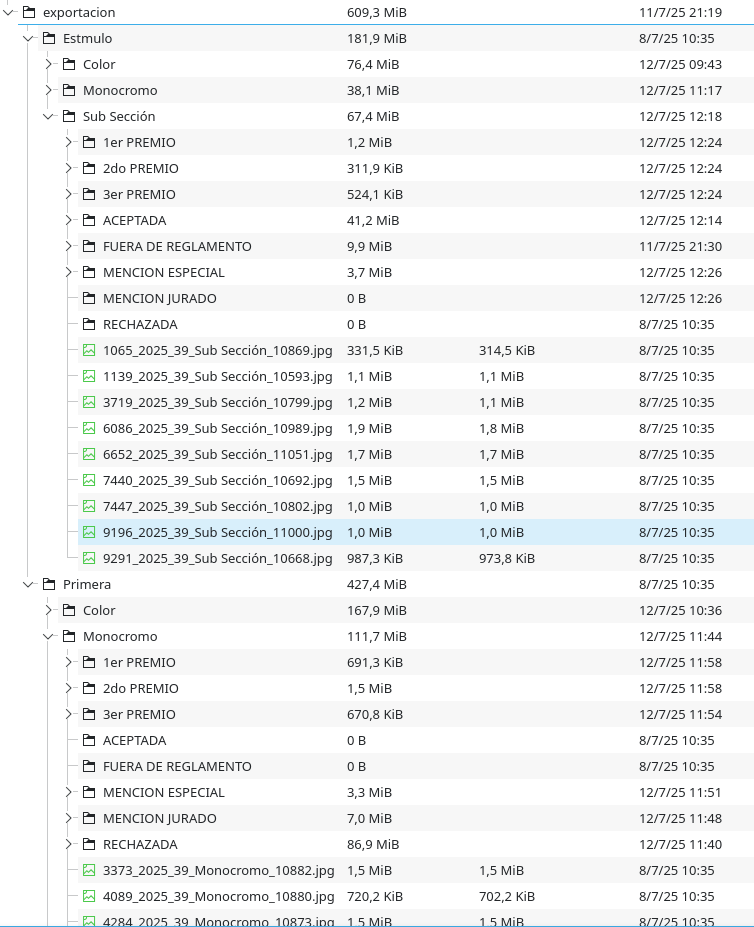 exportacion 609,3 MiB 11/7/25 21:19
Estmulo 181,9 MiB 8/7/25 10:35
Color 76,4 MiB 12/7/25 09:43
Monocromo 38,1 MiB 12/7/25 11:17
Sub Sección 67,4 MiB 12/7/25 12:18
1er PREMIO 1,2 MiB 12/7/25 12:24
2do PREMIO 311,9 KiB 12/7/25 12:24
3er PREMIO 524,1 KiB 12/7/25 12:24
ACEPTADA 41,2 MiB 12/7/25 12:14
FUERA DE REGLAMENTO 9,9 MiB 11/7/25 21:30
MENCION ESPECIAL 3,7 MiB 12/7/25 12:26
MENCION JURADO 0 B 12/7/25 12:26
RECHAZADA 0 B 8/7/25 10:35
1065_2025_39_Sub Sección_10869.jpg 331,5 KiB 314,5 KiB 8/7/25 10:35
1139_2025_39_Sub Sección_10593.jpg 1,1 MiB 1,1 MiB 8/7/25 10:35
3719_2025_39_Sub Sección_10799.jpg 1,2 MiB 1,1 MiB 8/7/25 10:35
6086_2025_39_Sub Sección_10989.jpg 1,9 MiB 1,8 MiB 8/7/25 10:35
6652_2025_39_Sub Sección_11051.jpg 1,7 MiB 1,7 MiB 8/7/25 10:35
7440_2025_39_Sub Sección_10692.jpg 1,5 MiB 1,5 MiB 8/7/25 10:35
7447_2025_39_Sub Sección_10802.jpg 1,0 MiB 1,0 MiB 8/7/25 10:35
9196_2025_39_Sub Sección_11000.jpg 1,0 MiB 1,0 MiB 8/7/25 10:35
9291_2025_39_Sub Sección_10668.jpg 987,3 KiB 973,8 KiB 8/7/25 10:35
Primera 427,4 MiB 8/7/25 10:35
Color 167,9 MiB 12/7/25 10:36
Monocromo 111,7 MiB 12/7/25 11:44
1er PREMIO 691,3 KiB 12/7/25 11:58
2do PREMIO 1,5 MiB 12/7/25 11:58
3er PREMIO 670,8 KiB 12/7/25 11:54
ACEPTADA 0 B 8/7/25 10:35
FUERA DE REGLAMENTO 0 B 8/7/25 10:35
MENCION ESPECIAL 3,3 MiB 12/7/25 11:51
MENCION JURADO 7,0 MiB 12/7/25 11:48
RECHAZADA 86,9 MiB 12/7/25 11:40
3373_2025_39_Monocromo_10882.jpg 1,5 MiB 1,5 MiB 8/7/25 10:35
4089_2025_39_Monocromo_10880.jpg 720,2 KiB 702,2 KiB 8/7/25 10:35
4284_2025_39_Monocromo_10873.jpg 1,5 MiB 1,5 MiB 8/7/25 10:35